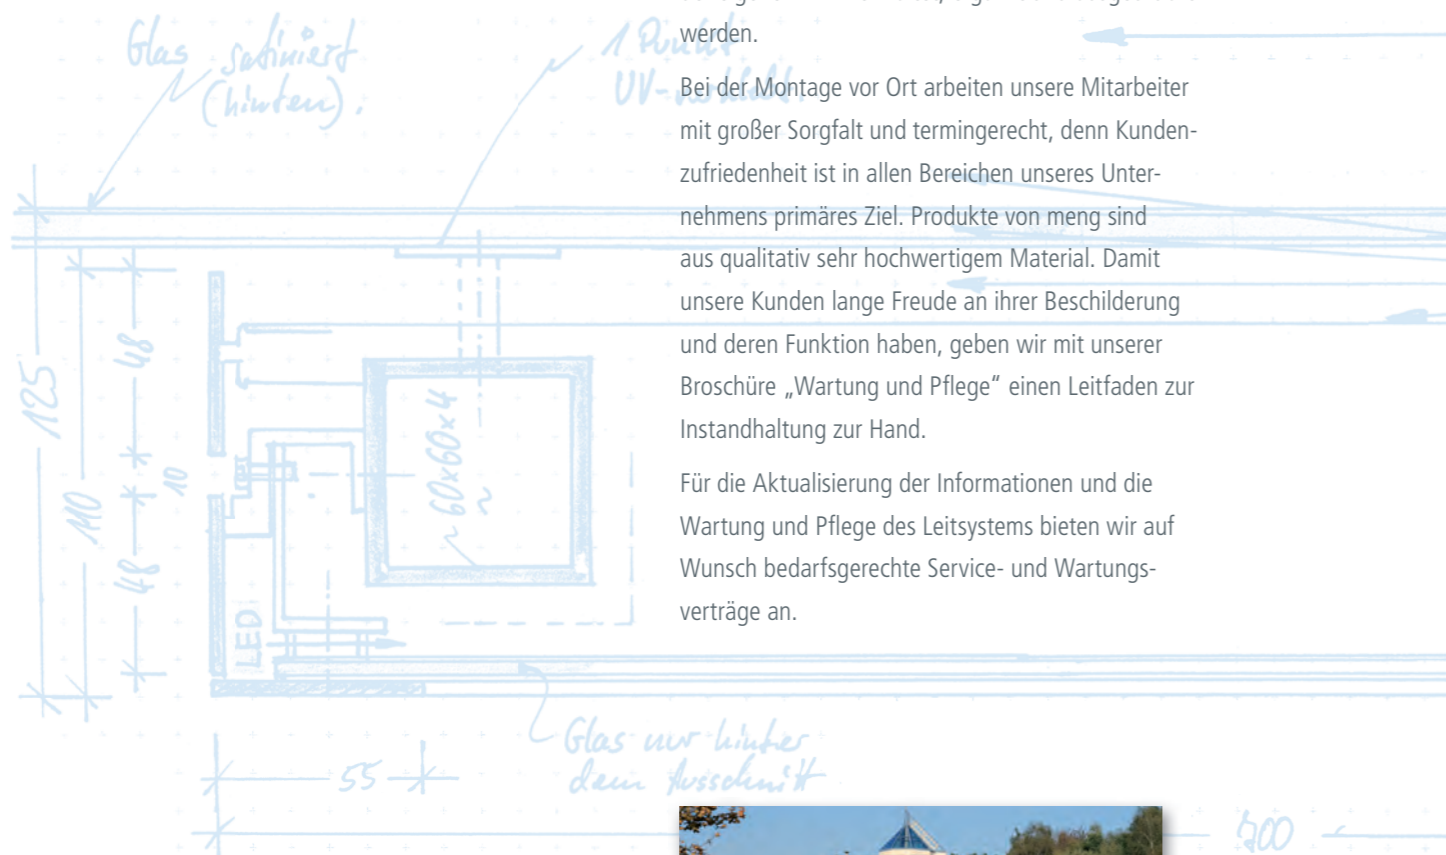 werden.
Bei der Montage vor Ort arbeiten unsere Mitarbeiter
mit großer Sorgfalt und termingerecht, denn Kunden-
zufriedenheit ist in allen Bereichen unseres Unter-
nehmens primäres Ziel. Produkte von meng sind
aus qualitativ sehr hochwertigem Material. Damit
unsere Kunden lange Freude an ihrer Beschilderung
und deren Funktion haben, geben wir mit unserer
Broschüre „Wartung und Pflege“ einen Leitfaden zur
Instandhaltung zur Hand.
Für die Aktualisierung der Informationen und die
Wartung und Pflege des Leitsystems bieten wir auf
Wunsch bedarfsgerechte Service- und Wartungs-
verträge an.
Glas satiniert
(hinten).
1 Punkt
UV-
125
110
48
10
48
60x60x4
LED
Glas nur hinter
dem Ausschnitt
55